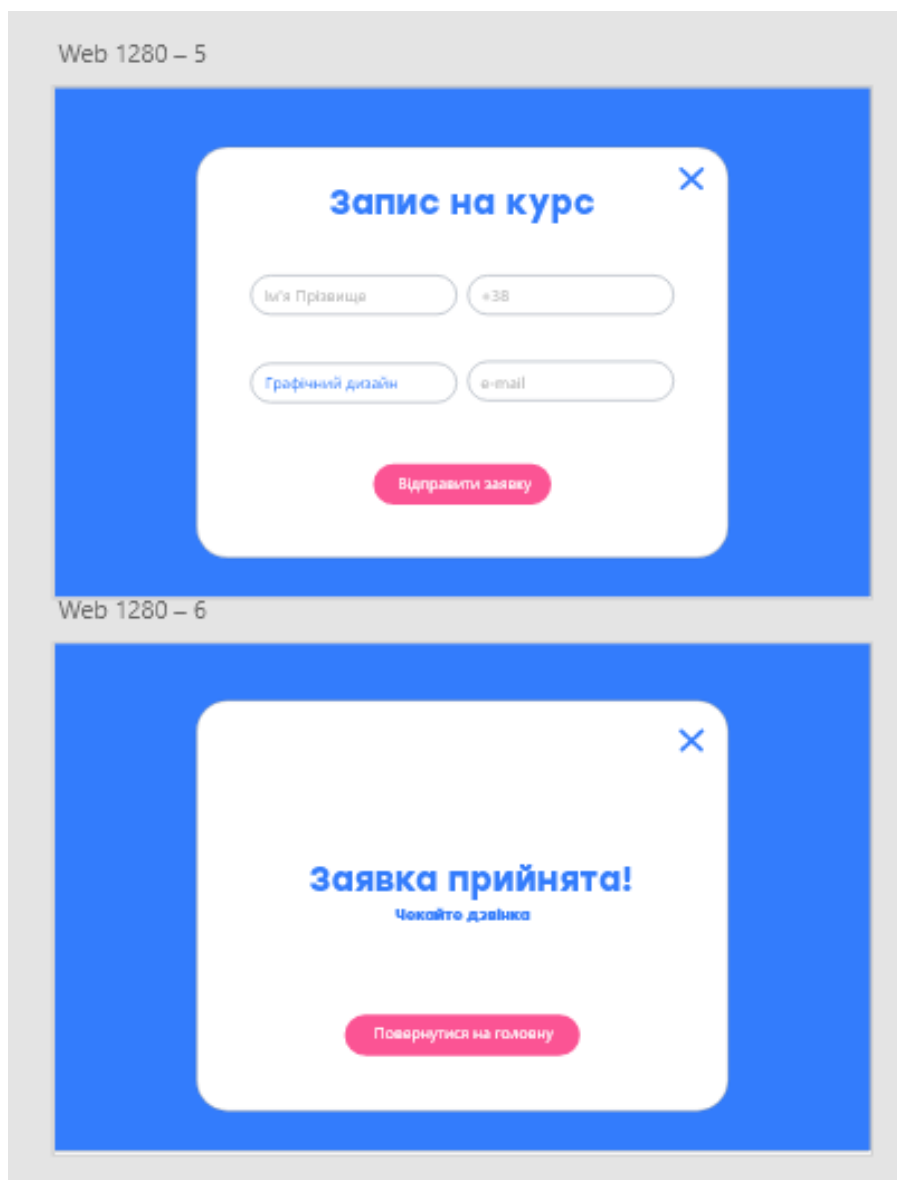 Web 1280 – 5
Запис на курс
Ім'я Прізвище +38
Графічний дизайн e-mail
Відправити заявку
Web 1280 – 6
Заявка прийнята!
Чекайте дзвінка
Повернутися на головну